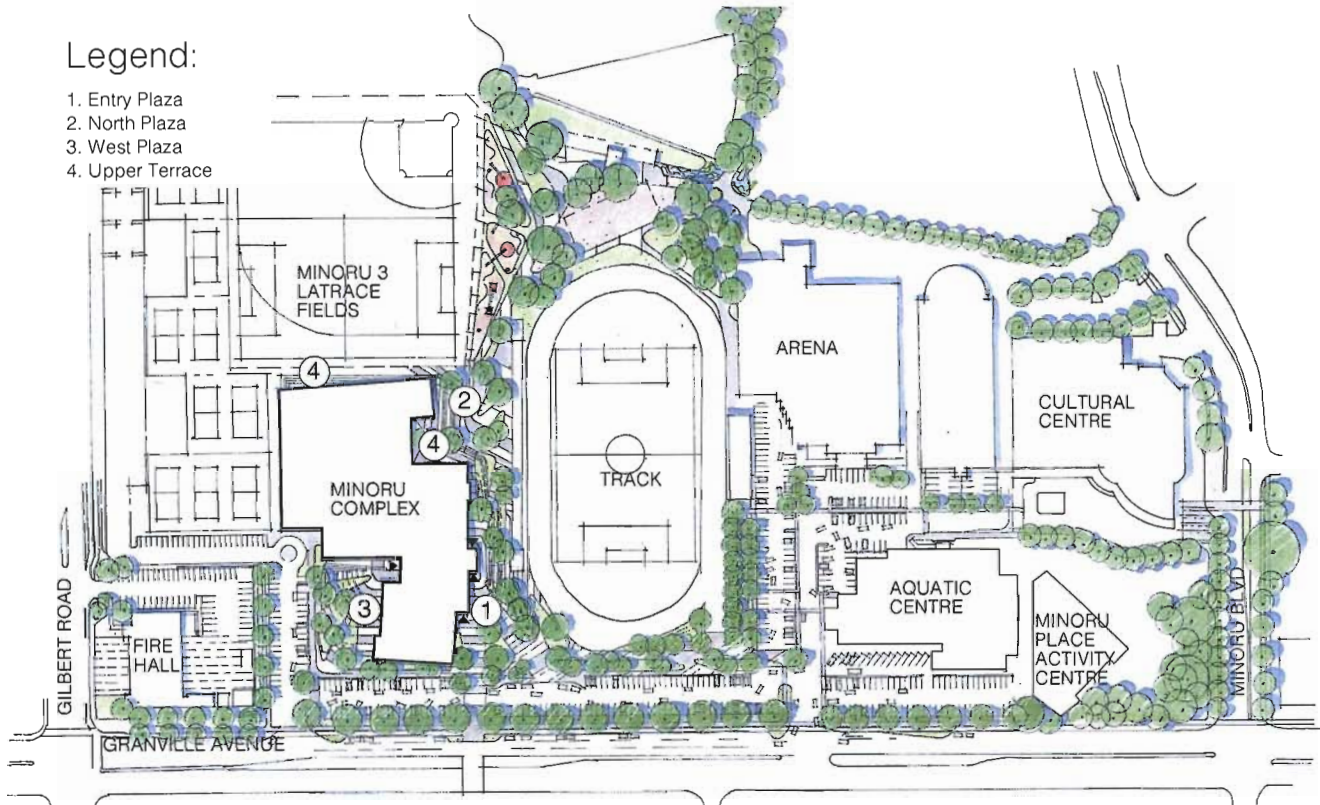 Legend:
1. Entry Plaza
2. North Plaza
3. West Plaza
4. Upper Terrace
MINORU 3
LATRACE
FIELDS
4
2
4
MINORU
COMPLEX
TRACK
ARENA
CULTURAL
CENTRE
AQUATIC
CENTRE
MINORU
PLACE
ACTIVITY
CENTRE
3
1
FIRE
HALL
GILBERT ROAD
MINORU BLVD
GRANVILLE AVENUE